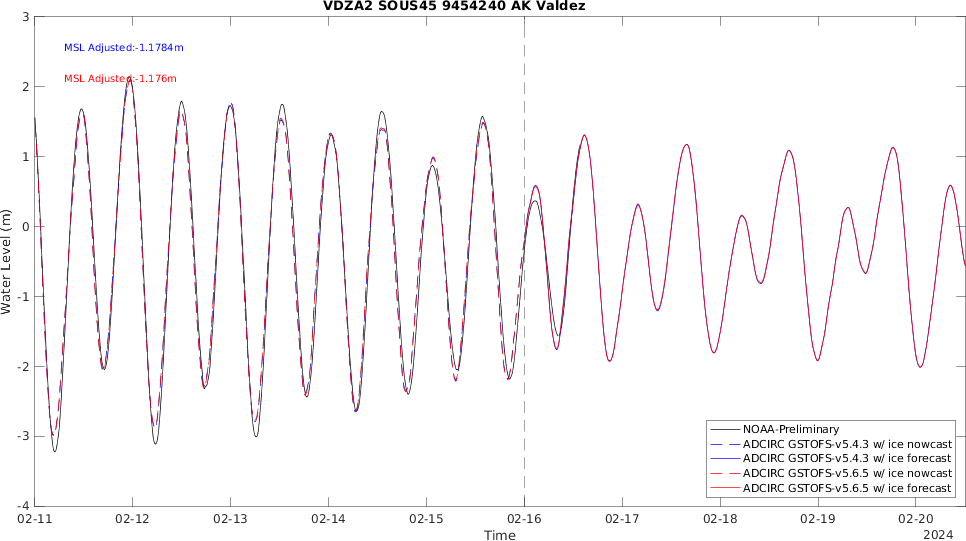 VDZA2 SOUS45 9454240 AK Valdez
MSL Adjusted:-1.1784m
MSL Adjusted:-1.176m
3
2
1
0
-1
-2
-3
-4
Water Level (m)
NOAA-Preliminary
ADCIRC GSTOFS-v5.4.3 w/ ice nowcast
ADCIRC GSTOFS-v5.4.3 w/ ice forecast
ADCIRC GSTOFS-v5.6.5 w/ ice nowcast
ADCIRC GSTOFS-v5.6.5 w/ ice forecast
02-11 02-12 02-13 02-14 02-15 02-16 02-17 02-18 02-19 02-20
Time
2024